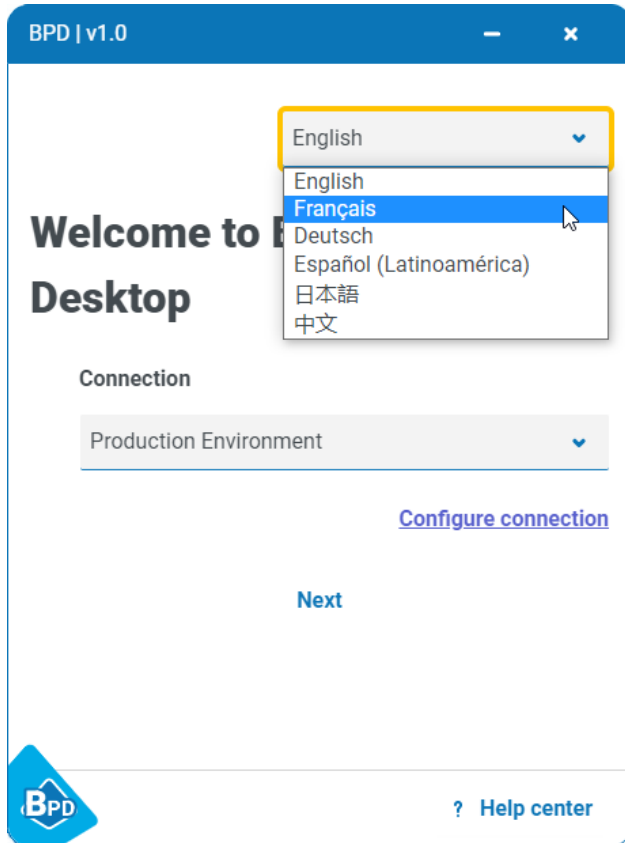 BPD | v1.0
English
English
Français
Deutsch
Español (Latinoamérica)
日本語
中文
Welcome to
Desktop
Connection
Production Environment
Configure connection
Next
BPD
? Help center